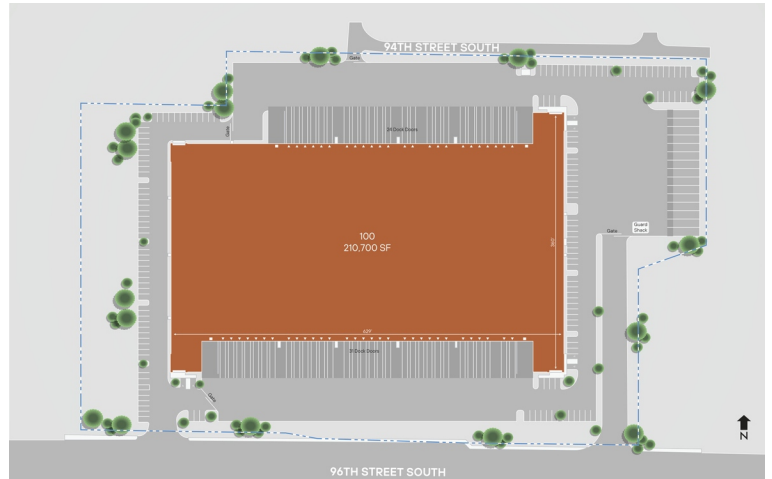 94TH STREET SOUTH
Gate
Gate
Dock Doors
100
210,700 SF
Gate
Guard
Shack
Dock Doors
Gate
N
96TH STREET SOUTH